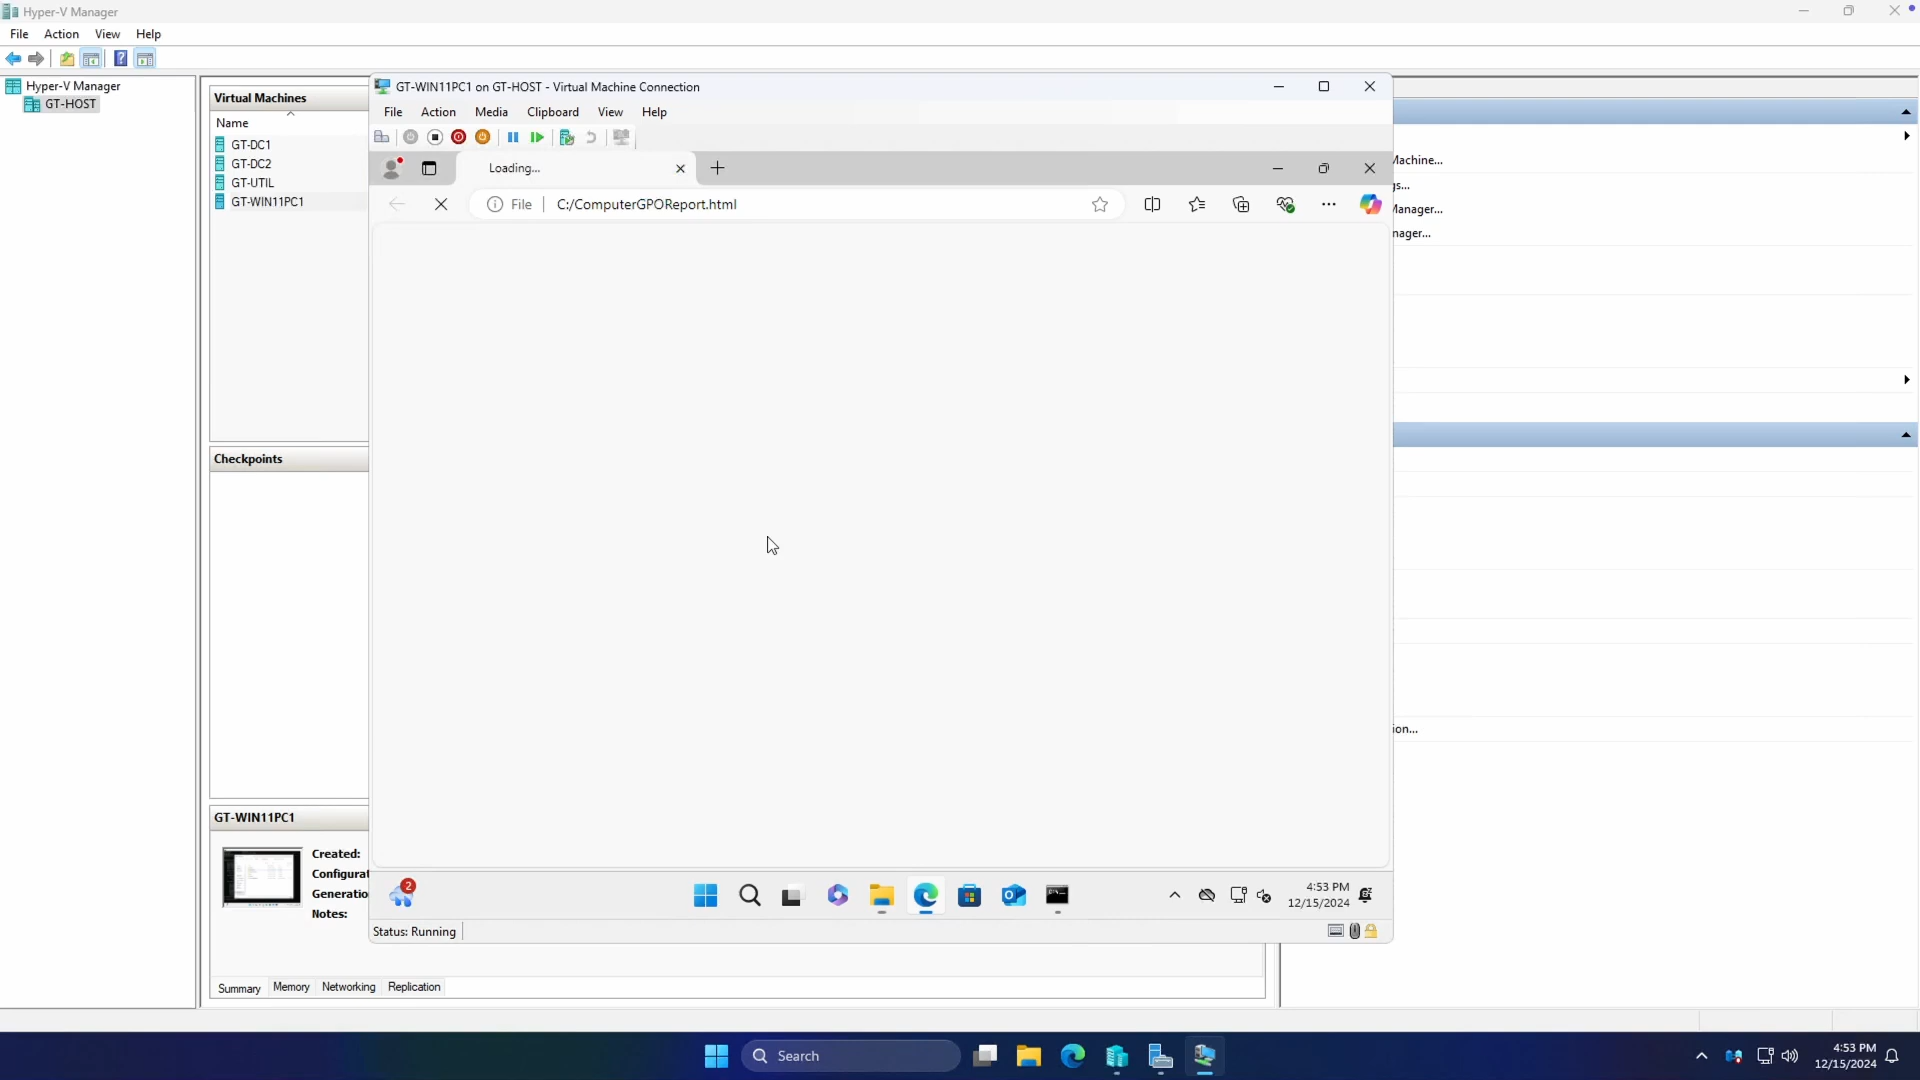 Hyper-V Manager
File Action View Help
Hyper-V Manager
GT-HOST
Virtual Machines
Name
GT-DC1
GT-DC2
GT-UTIL
GT-WIN11PC1
Checkpoints
GT-WIN11PC1
Created:
Configurat
Generatio
Notes:
Summary Memory Networking Replication
GT-WIN11PC1 on GT-HOST - Virtual Machine Connection
File Action Media Clipboard View Help
Loading...
File C:/ComputerGPOReport.html
2
4:53 PM
12/15/2024
Status: Running
Machine...
gs...
Manager...
nager...
ion...
Search
4:53 PM
12/15/2024